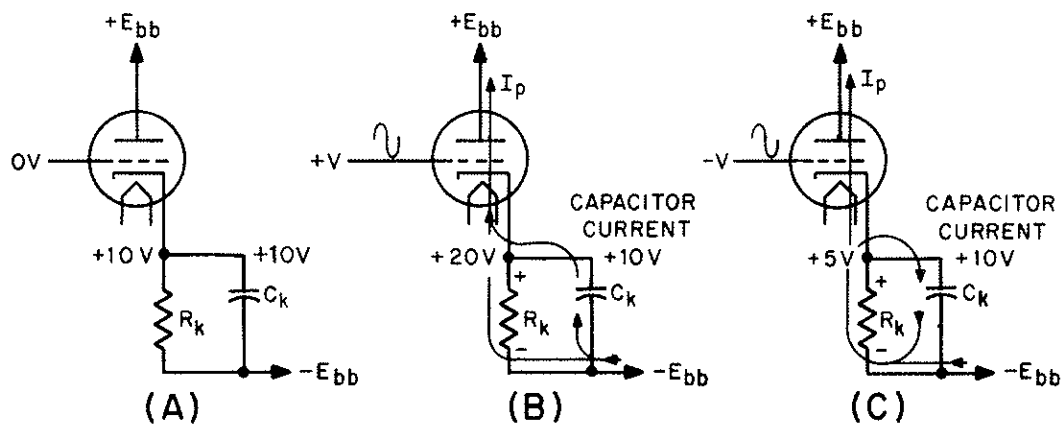 +Ebb
0V
+10V
+10V
Rk
Ck
-Ebb
(A)
+Ebb
Ip
+V
CAPACITOR
CURRENT
+20V
+10V
+
Rk
Ck
-
-Ebb
(B)
+Ebb
Ip
-V
CAPACITOR
CURRENT
+5V
+10V
+
Rk
Ck
-
-Ebb
(C)